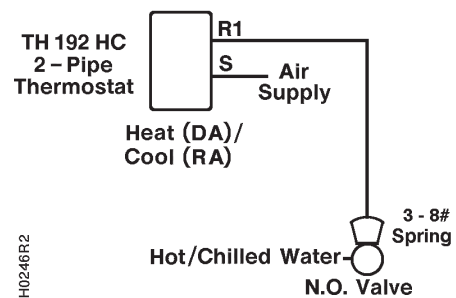 TH 192 HC
2 – Pipe
Thermostat
R1
S
Air
Supply
Heat (DA)/
Cool (RA)
3 - 8#
Spring
Hot/Chilled Water
N.O. Valve
H0246R2